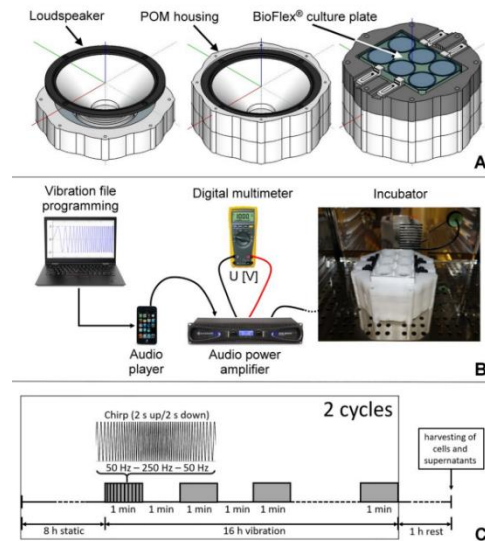 Loudspeaker
POM housing
BioFlex® culture plate
A
Vibration file
programming
Digital multimeter
Incubator
U [V]
Audio
player
Audio power
amplifier
B
2 cycles
Chirp (2 s up/2 s down)
50 Hz – 250 Hz – 50 Hz
harvesting of
cells and
supernatants
1 min 1 min 1 min 1 min 1 min 1 min
8 h static
16 h vibration
1 h rest
C